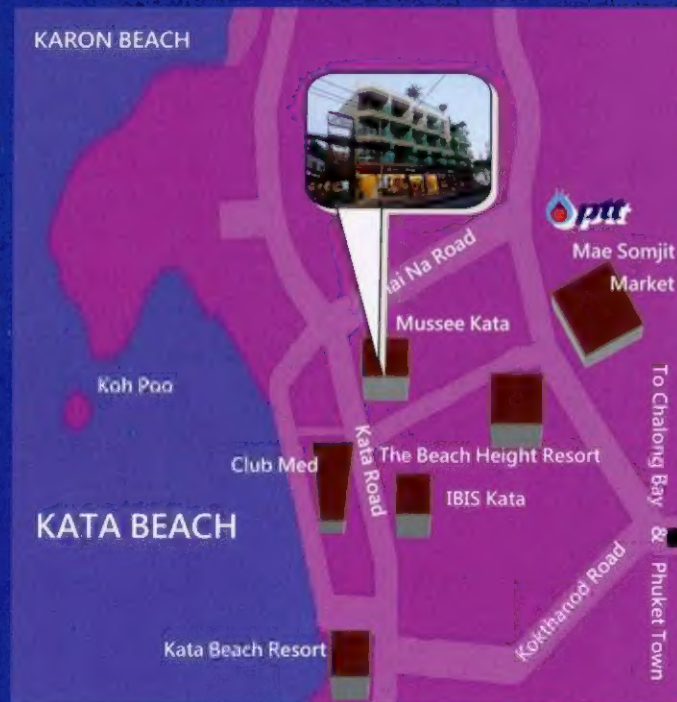 KARON BEACH
ptt
Mae Somjit
Market
ai Na Road
Mussee Kata
Koh Poo
Kata Road
The Beach Height Resort
Club Med
IBIS Kata
KATA BEACH
To Chalong Bay & Phuket Town
Kokthanod Road
Kata Beach Resort